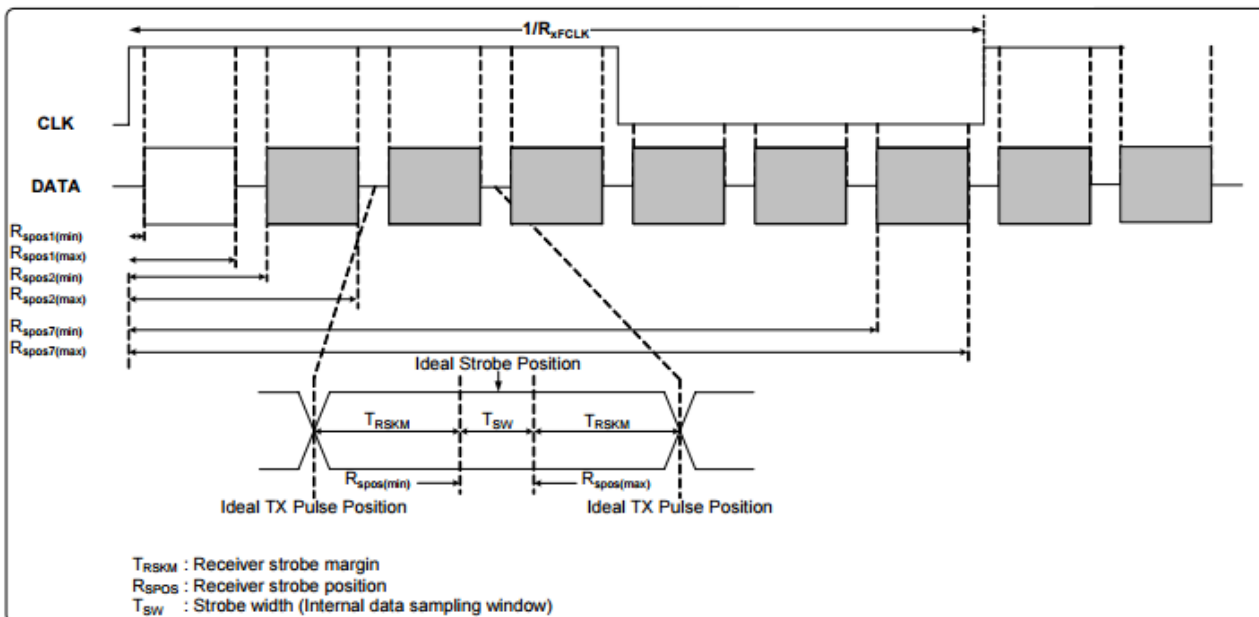 1/RxFCLK
CLK
DATA
Rspos1(min)
Rspos1(max)
Rspos2(min)
Rspos2(max)
Rspos7(min)
Rspos7(max)
Ideal Strobe Position
TRSKM TSW TRSKM
Rspos(min) Rspos(max)
Ideal TX Pulse Position Ideal TX Pulse Position
TRSKM : Receiver strobe margin
RSPOS : Receiver strobe position
TSW : Strobe width (Internal data sampling window)